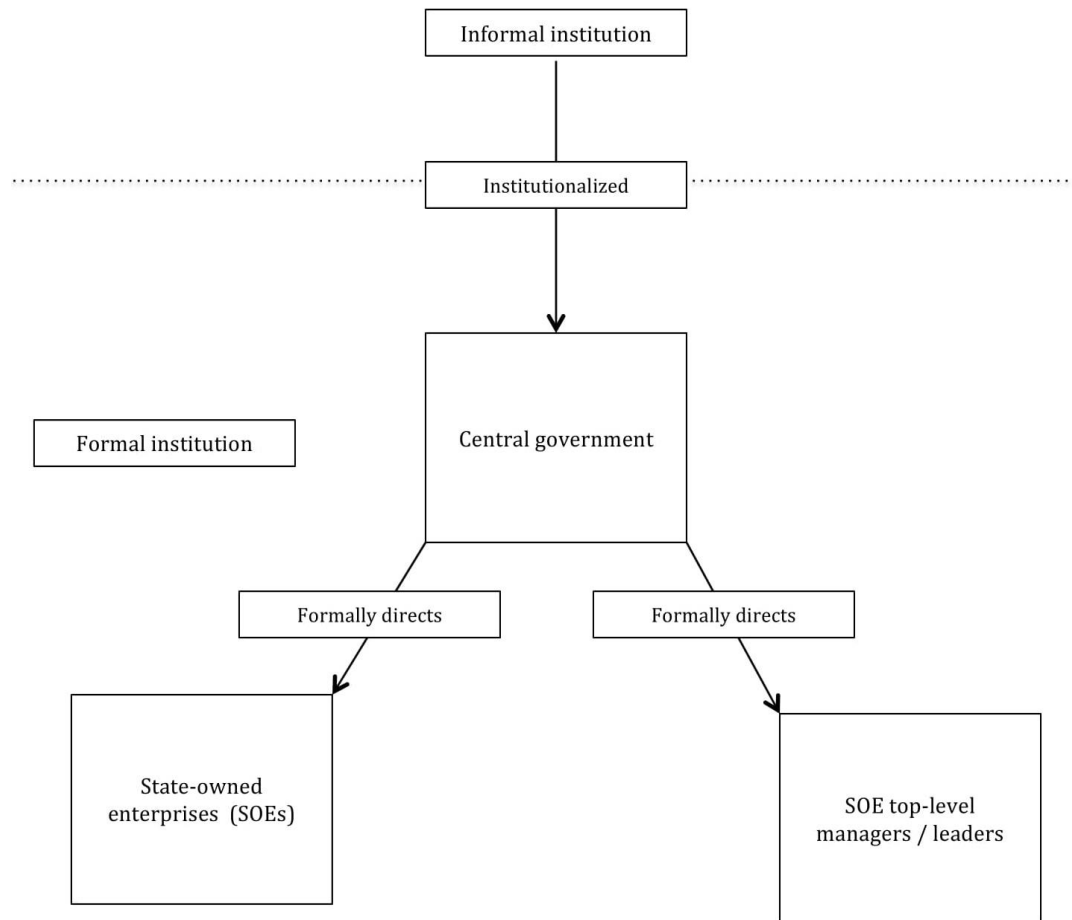 Informal institution
Institutionalized
Central government
Formal institution
Formally directs
Formally directs
State-owned
enterprises (SOEs)
SOE top-level
managers / leaders